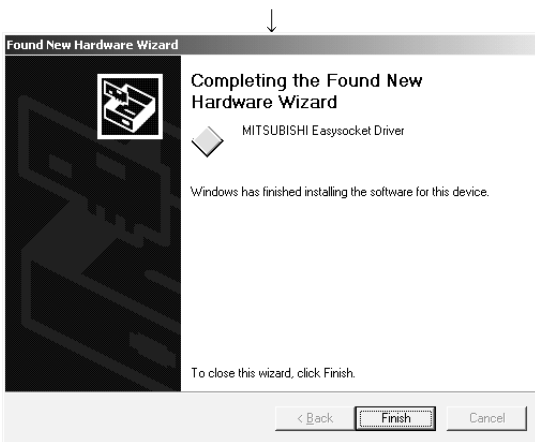 Found New Hardware Wizard
Completing the Found New
Hardware Wizard
MITSUBISHI Easysocket Driver
Windows has finished installing the software for this device.
To close this wizard, click Finish.
< Back
Finish
Cancel